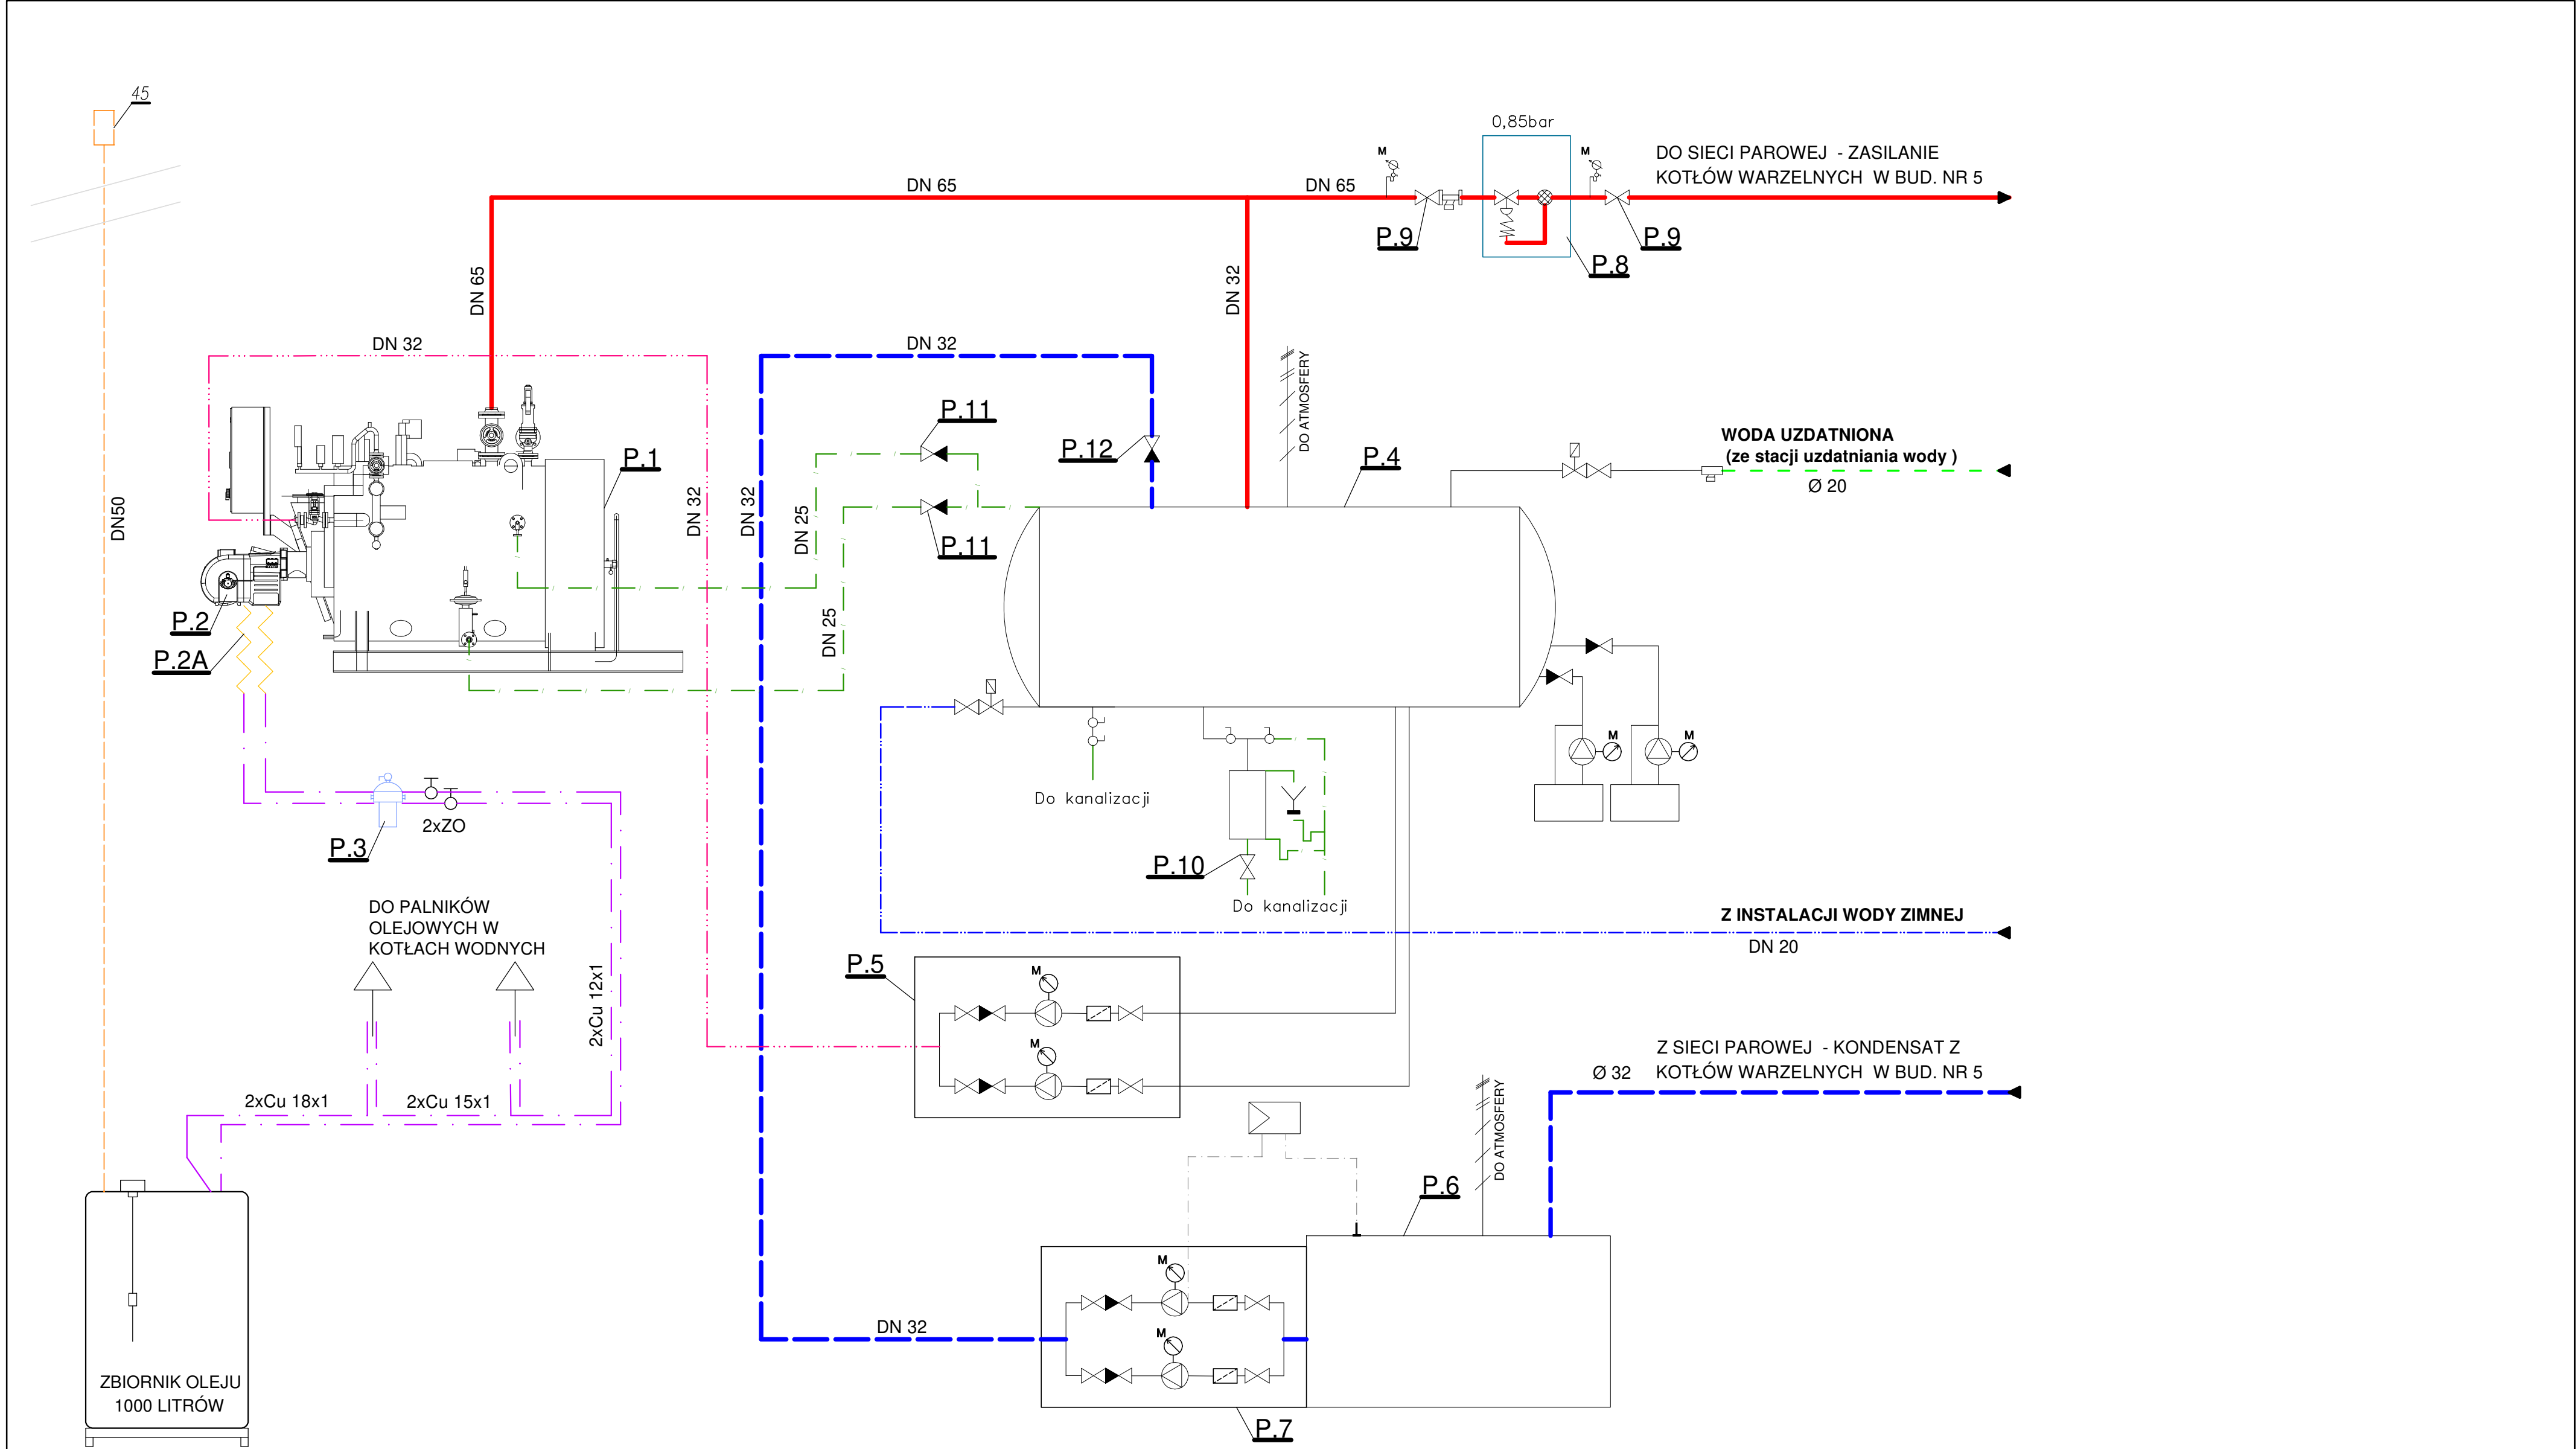 45
0,85bar
M
M
DO SIECI PAROWEJ - ZASILANIE
KOTŁÓW WARZELNYCH W BUD. NR 5
DN 65
DN 65
P.9
P.9
P.8
DN 65
DN 32
DN 32
DN 32
DO ATMOSFERY
P.11
P.12
P.4
P.1
WODA UZDATNIONA
(ze stacji uzdatniania wody )
Ø 20
DN50
DN 32
DN 32
DN 25
P.11
P.2
P.2A
DN 25
M
M
Do kanalizacji
2xZO
P.3
P.10
Do kanalizacji
DO PALNIKÓW
OLEJOWYCH W
KOTŁACH WODNYCH
Z INSTALACJI WODY ZIMNEJ
DN 20
P.5
M
M
2xCu 12x1
Z SIECI PAROWEJ - KONDENSAT Z
Ø 32 KOTŁÓW WARZELNYCH W BUD. NR 5
2xCu 18x1
2xCu 15x1
DO ATMOSFERY
P.6
M
M
DN 32
ZBIORNIK OLEJU
1000 LITRÓW
P.7